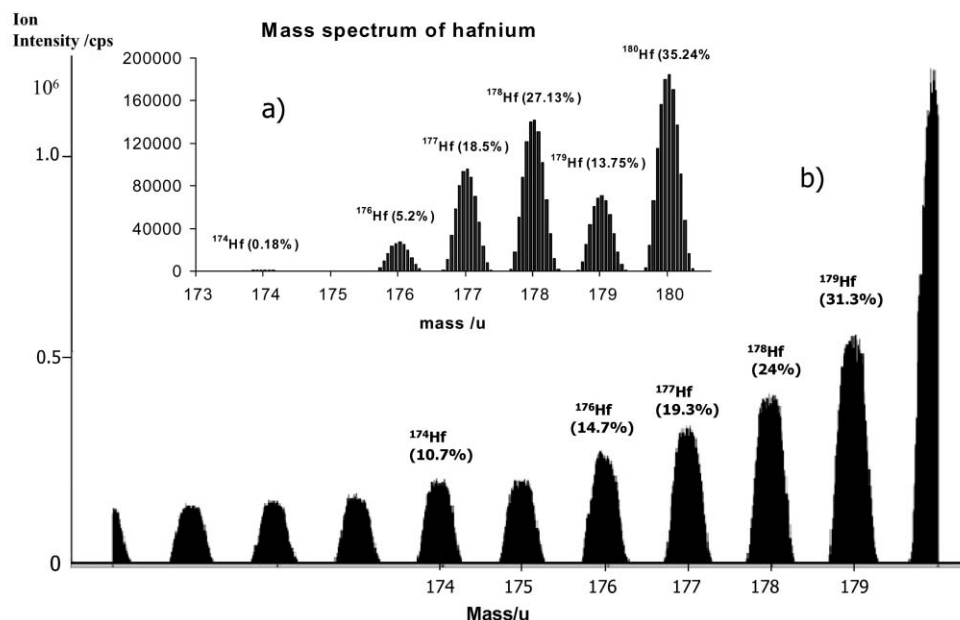 Ion
Intensity /cps
Mass spectrum of hafnium
a)
200000
160000
120000
80000
40000
0
¹⁷⁴Hf (0.18%)
¹⁷⁶Hf (5.2%)
¹⁷⁷Hf (18.5%)
¹⁷⁸Hf (27.13%)
¹⁷⁹Hf (13.75%)
¹⁸⁰Hf (35.24%
173 174 175 176 177 178 179 180
mass /u
b)
10⁶
1.0
0.5
0
¹⁷⁴Hf
(10.7%)
¹⁷⁶Hf
(14.7%)
¹⁷⁷Hf
(19.3%)
¹⁷⁸Hf
(24%)
¹⁷⁹Hf
(31.3%)
174 175 176 177 178 179
Mass/u